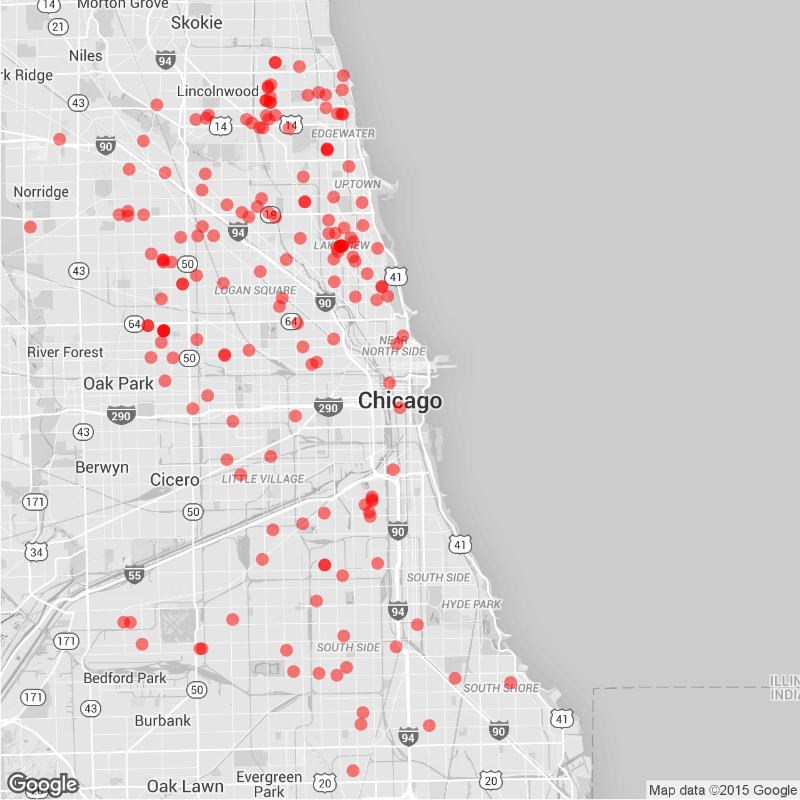 14
Morton Grove
21
Skokie
Niles
94
rk Ridge
43
Lincolnwood
14
14
EDGEWATER
90
Norridge
UPTOWN
19
94
LAKEVIEW
43
50
41
LOGAN SQUARE
90
64
64
NEAR
NORTH SIDE
River Forest
50
Oak Park
290
290
Chicago
43
Berwyn
Cicero
LITTLE VILLAGE
171
50
90
34
41
55
SOUTH SIDE
94
HYDE PARK
171
SOUTH SIDE
Bedford Park
ILLIN
INDIA
50
SOUTH SHORE
171
43
Burbank
41
90
94
Oak Lawn
Evergreen
Park
20
20
Google
Map data ©2015 Google